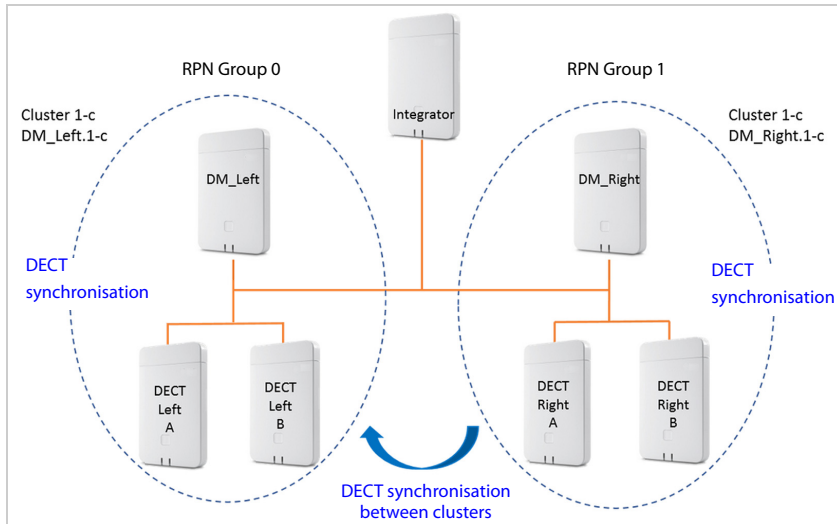 RPN Group 0
RPN Group 1
Integrator
Cluster 1-c
DM_Left.1-c
Cluster 1-c
DM_Right.1-c
DM_Left
DM_Right
DECT
synchronisation
DECT
synchronisation
DECT
Left
A
DECT
Left
B
DECT
Right
A
DECT
Right
B
DECT synchronisation
between clusters